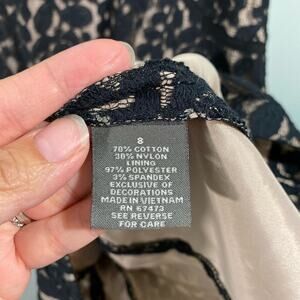 8
70% COTTON
30% NYLON
LINING
97% POLYESTER
3% SPANDEX
EXCLUSIVE OF
DECORATIONS
MADE IN VIETNAM
RN 67473
SEE REVERSE
FOR CARE